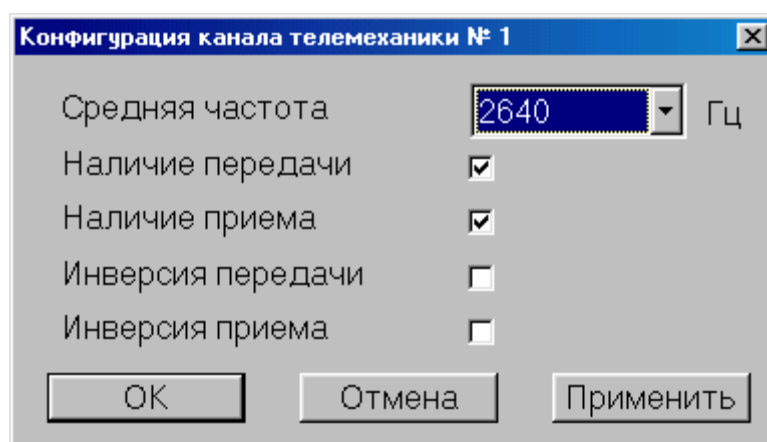 Конфигурация канала телемеханики № 1
Средняя частота 2640 Гц
Наличие передачи
Наличие приема
Инверсия передачи
Инверсия приема
OK Отмена Применить